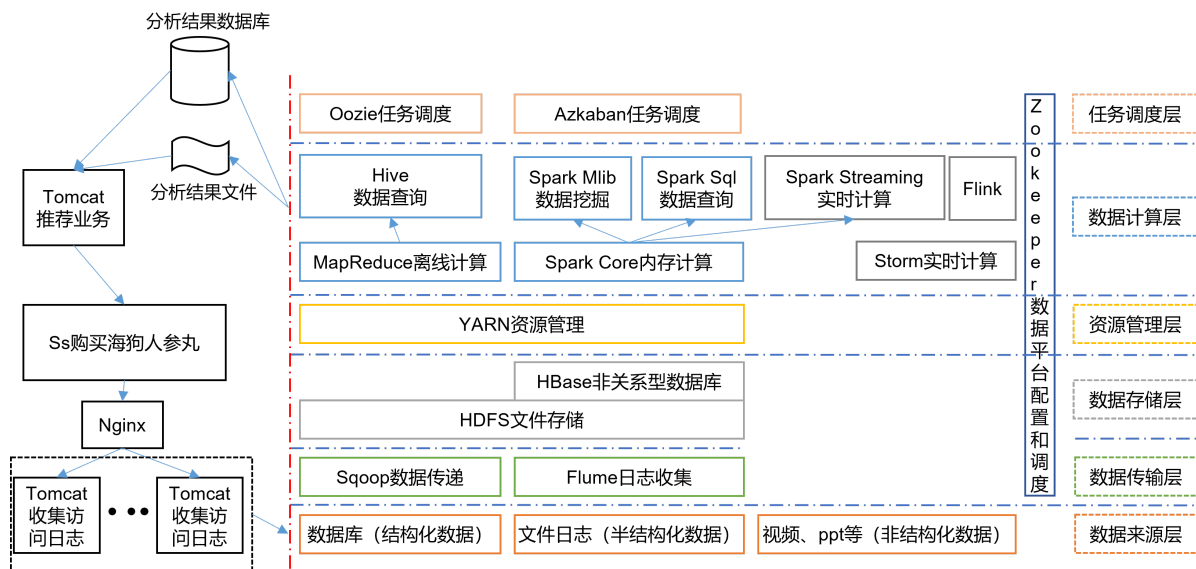 分析结果数据库
分析结果文件
Tomcat
推荐业务
Ss购买海狗人参丸
Nginx
Tomcat
收集访
问日志
Tomcat
收集访
问日志
Oozie任务调度
Azkaban任务调度
任务调度层
Hive
数据查询
Spark Mlib
数据挖掘
Spark Sql
数据查询
Spark Streaming
实时计算
Flink
数据计算层
MapReduce离线计算
Spark Core内存计算
Storm实时计算
YARN资源管理
资源管理层
HBase非关系型数据库
HDFS文件存储
数据存储层
Sqoop数据传递
Flume日志收集
数据传输层
数据库（结构化数据）
文件日志（半结构化数据）
视频、ppt等（非结构化数据）
数据来源层
Zookeeper数据平台配置和调度